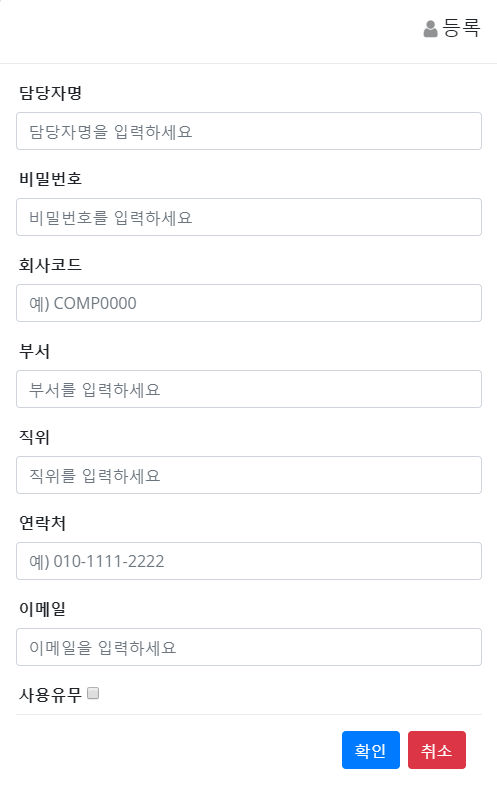 등록
담당자명
담당자명을 입력하세요
비밀번호
비밀번호를 입력하세요
회사코드
예) COMP0000
부서
부서를 입력하세요
직위
직위를 입력하세요
연락처
예) 010-1111-2222
이메일
이메일을 입력하세요
사용유무
확인 취소